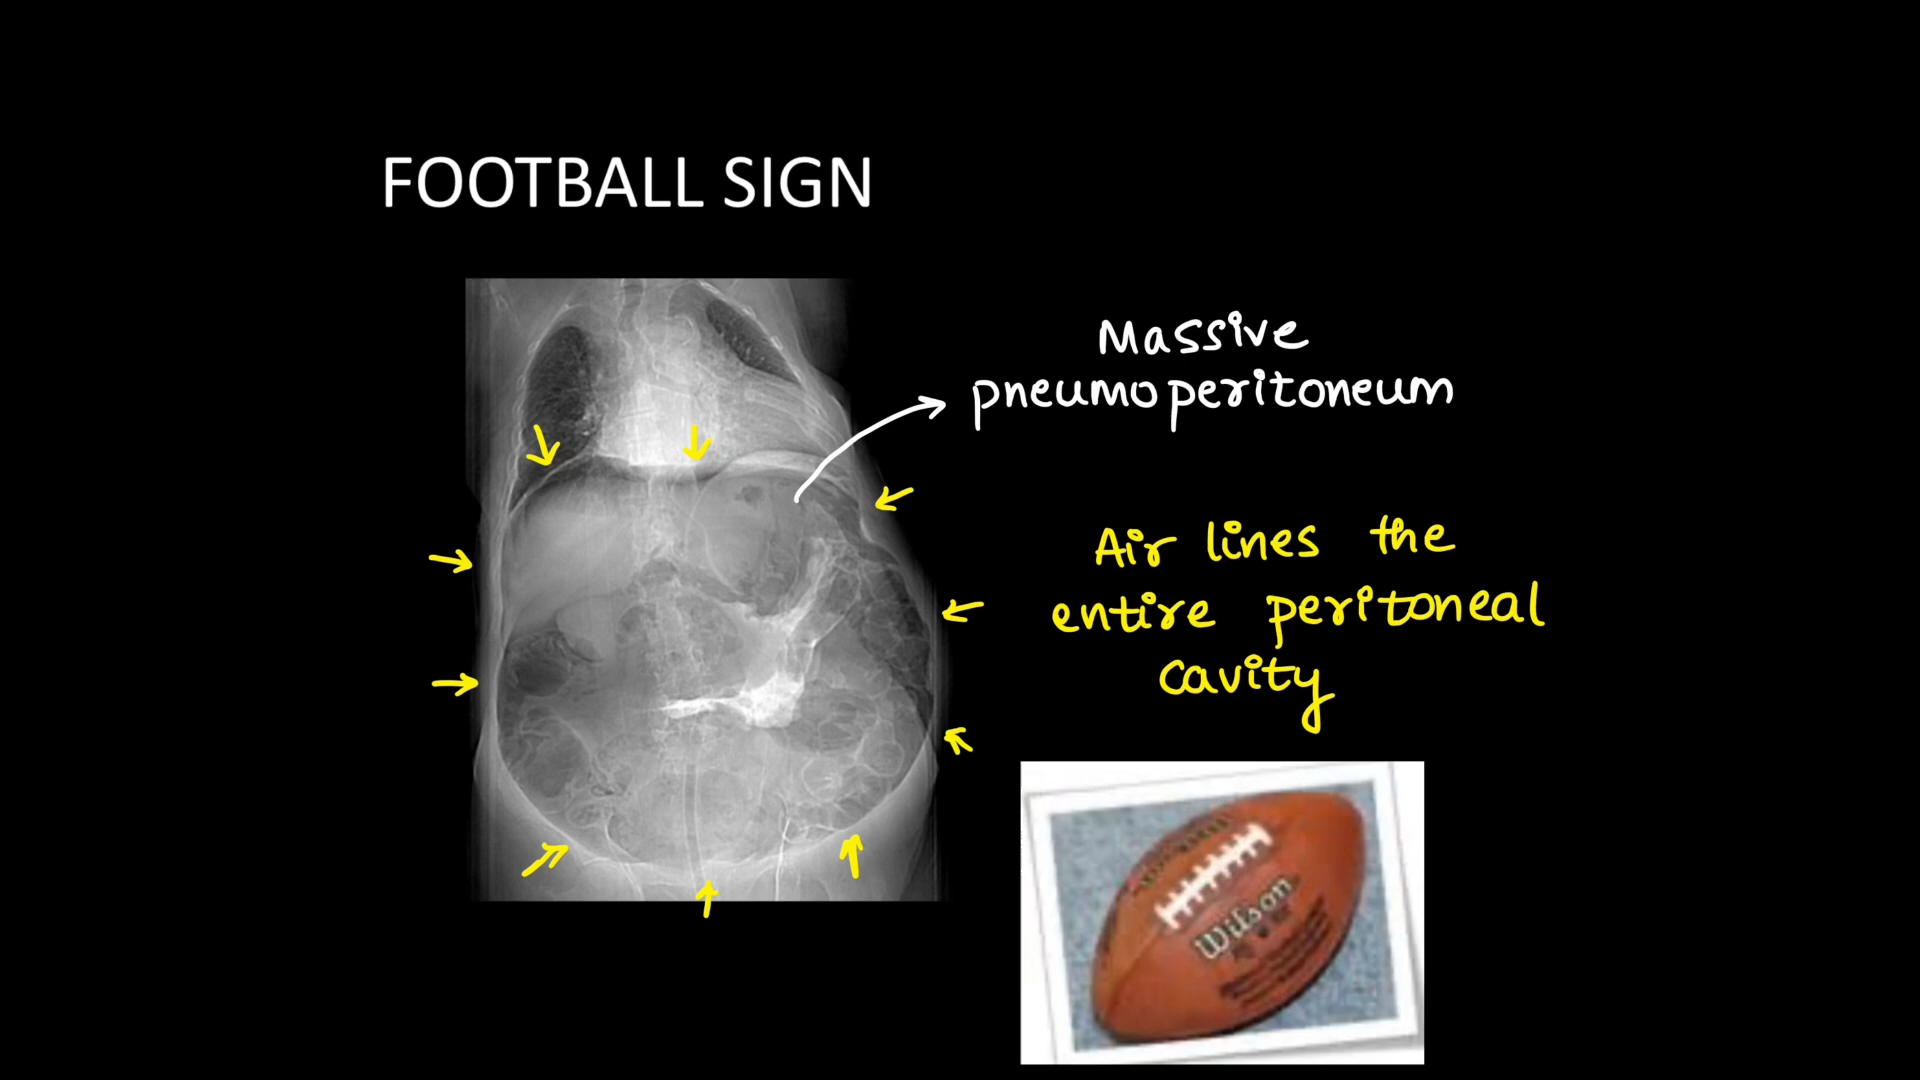 FOOTBALL SIGN
Massive
pneumoperitoneum
Air lines the
entire peritoneal
cavity
Wilson